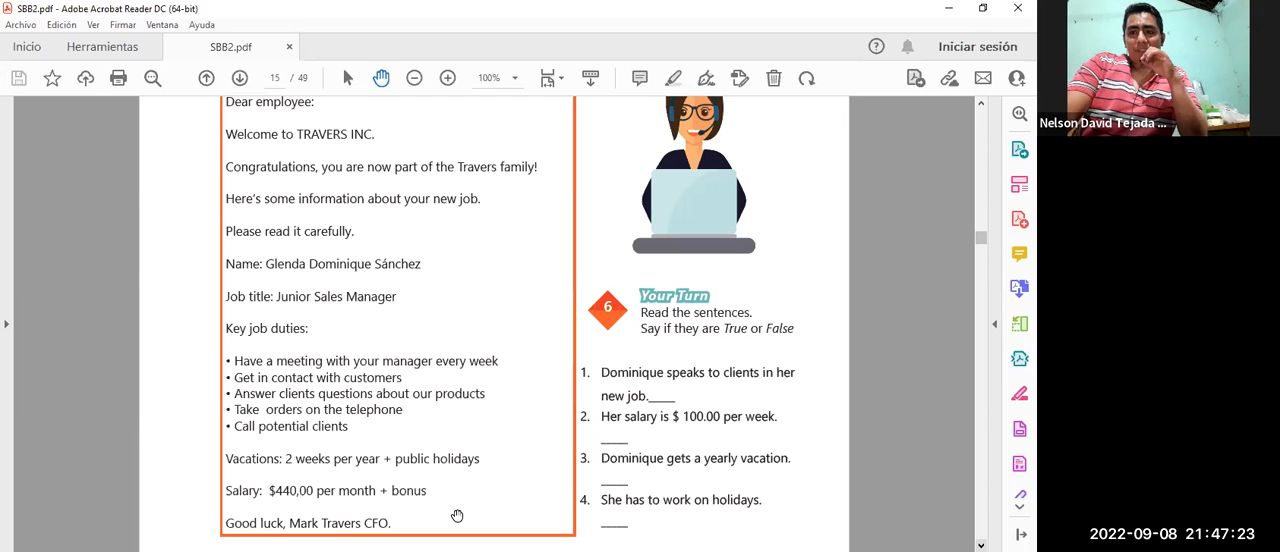 SBB2.pdf - Adobe Acrobat Reader DC (64-bit)
Archivo Edición Ver Firmar Ventana Ayuda
Inicio Herramientas SBB2.pdf × Iniciar sesión
15 / 49 100%
Dear employee:
Welcome to TRAVERS INC.
Congratulations, you are now part of the Travers family!
Here's some information about your new job.
Please read it carefully.
Name: Glenda Dominique Sánchez
Job title: Junior Sales Manager
Key job duties:
• Have a meeting with your manager every week
• Get in contact with customers
• Answer clients questions about our products
• Take orders on the telephone
• Call potential clients
Vacations: 2 weeks per year + public holidays
Salary: $440,00 per month + bonus
Good luck, Mark Travers CFO.
6
Your Turn
Read the sentences.
Say if they are True or False
1. Dominique speaks to clients in her
new job.____
2. Her salary is $ 100.00 per week.
____
3. Dominique gets a yearly vacation.
____
4. She has to work on holidays.
____
Nelson David Tejada ...
2022-09-08 21:47:23